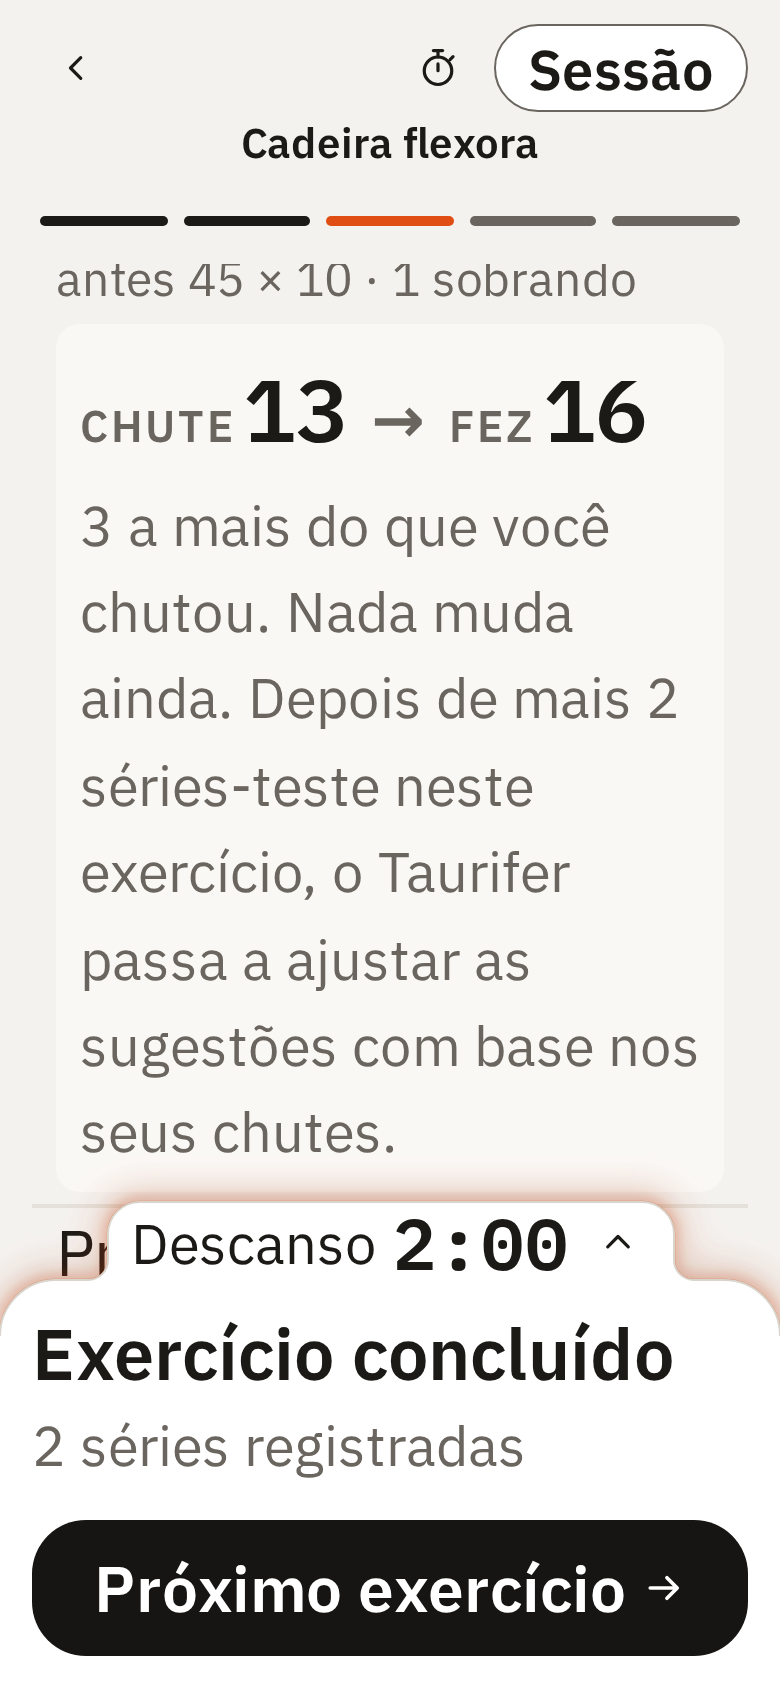 Sessão
Cadeira flexora
antes 45 × 10 · 1 sobrando
CHUTE 13 → FEZ 16
3 a mais do que você
chutou. Nada muda
ainda. Depois de mais 2
séries-teste neste
exercício, o Taurifer
passa a ajustar as
sugestões com base nos
seus chutes.
Descanso 2:00
Exercício concluído
2 séries registradas
Próximo exercício →